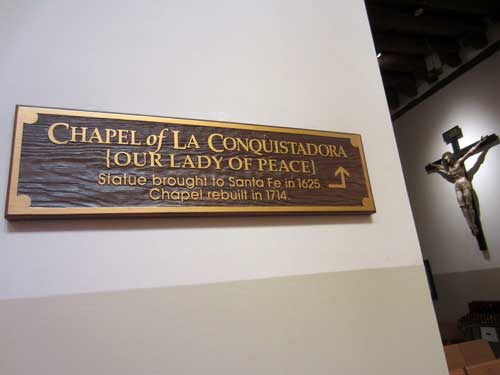 CHAPEL of LA CONQUISTADORA
{OUR LADY OF PEACE}
Statue brought to Santa Fe in 1625
Chapel rebuilt in 1714